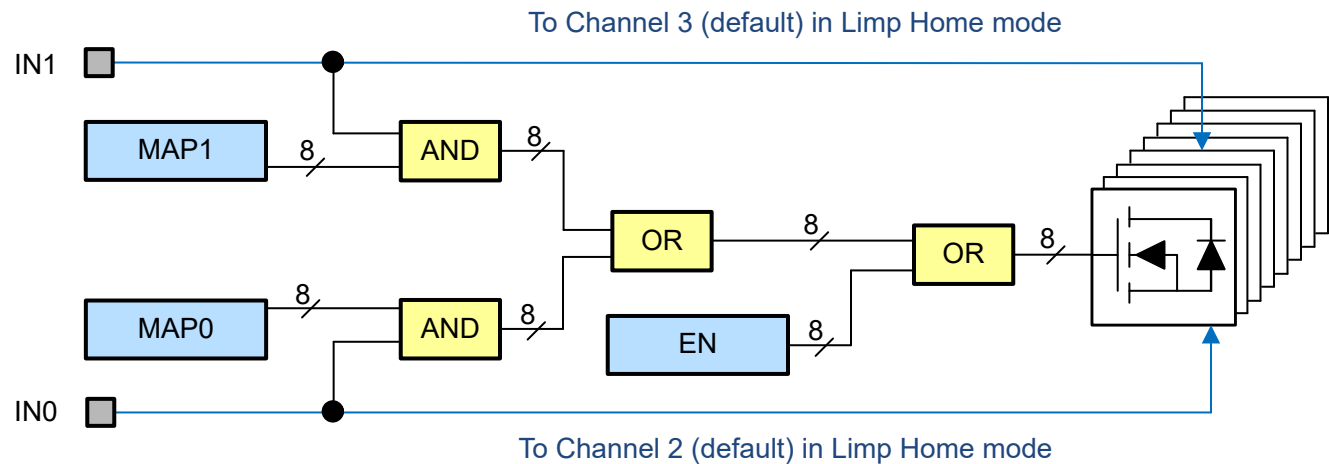 To Channel 3 (default) in Limp Home mode
IN1
MAP1
8
AND
8
OR
8
OR
8
MAP0
8
AND
8
EN
8
IN0
To Channel 2 (default) in Limp Home mode